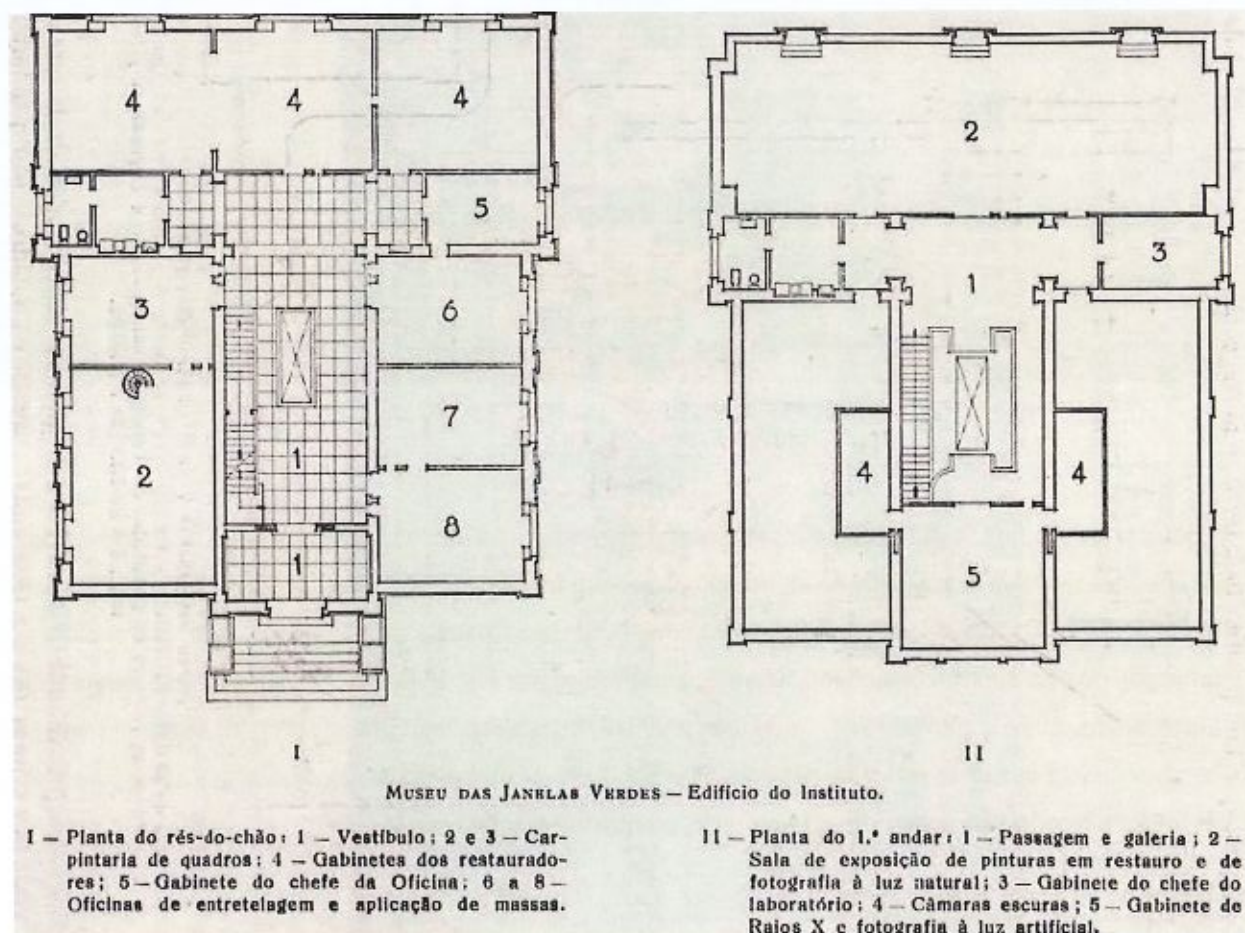 4 4 4
5
3 6
7
2 1
8
1
I
2
3
1
4 4
5
II
MUSEU DAS JANELAS VERDES — Edifício do Instituto.
I — Planta do rés-do-chão: 1 — Vestíbulo; 2 e 3 — Car-
pintaria de quadros; 4 — Gabinetes dos restaurado-
res; 5 — Gabinete do chefe da Oficina; 6 a 8 —
Oficinas de entretelagem e aplicação de massas.
II — Planta do 1.º andar: 1 — Passagem e galeria; 2 —
Sala de exposição de pinturas em restauro e de
fotografia à luz natural; 3 — Gabinete do chefe do
laboratório; 4 — Câmaras escuras; 5 — Gabinete de
Raios X e fotografia à luz artificial.